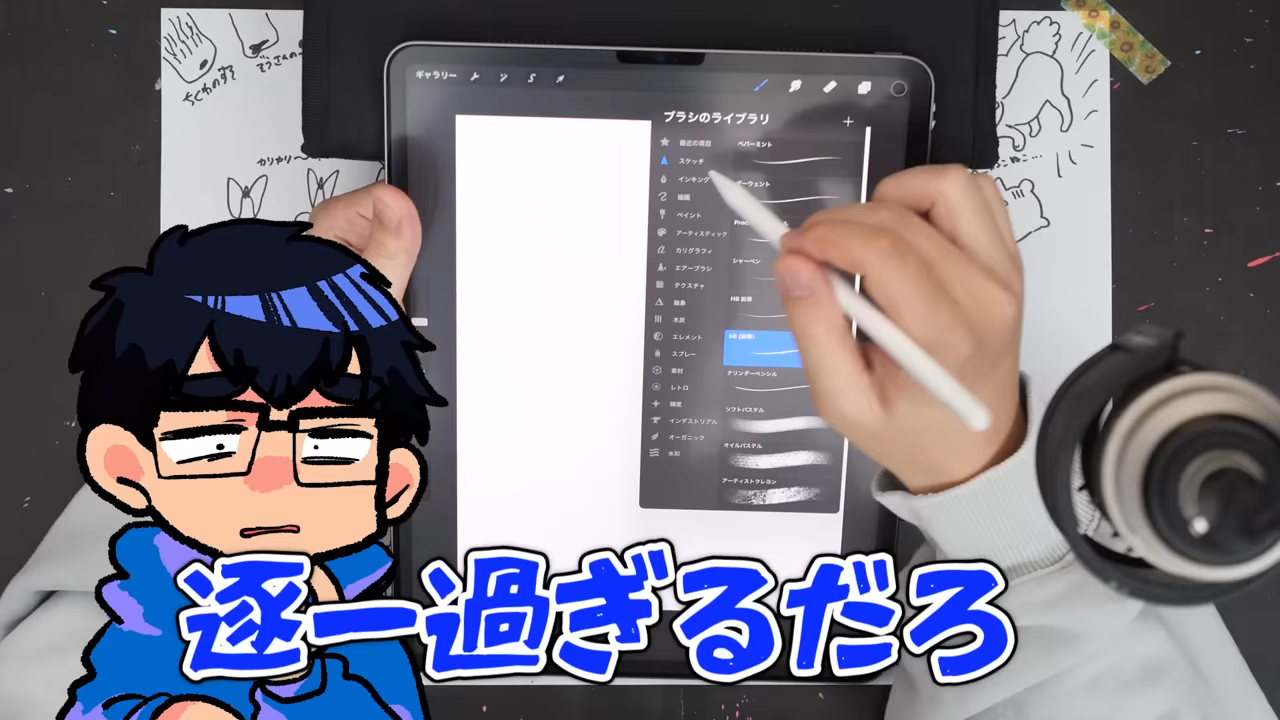 ちくわのすそ
ギャラリー
ブラシのライブラリ
最近の項目
スケッチ
インキング
描画
ペイント
アーティスティック
カリグラフィ
エアーブラシ
テクスチャ
抽象
木炭
エレメント
スプレー
素材
レトロ
輝度
インダストリアル
オーガニック
水彩
ペパーミント
ーウェント
Proc
シャーペン
HB 鉛筆
6B (鉛筆)
ナリンダーペンシル
ソフトパステル
オイルパステル
アーティストクレヨン
カリカリ〜
逐一過ぎるだろ